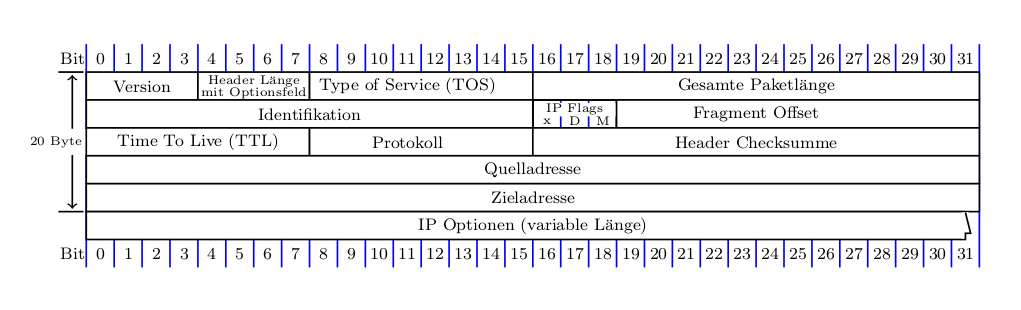 Bit 0 1 2 3 4 5 6 7 8 9 10 11 12 13 14 15 16 17 18 19 20 21 22 23 24 25 26 27 28 29 30 31
Version
Header Länge
mit Optionsfeld
Type of Service (TOS)
Gesamte Paketlänge
Identifikation
IP Flags
x D M
Fragment Offset
20 Byte
Time To Live (TTL)
Protokoll
Header Checksumme
Quelladresse
Zieladresse
IP Optionen (variable Länge)
Bit 0 1 2 3 4 5 6 7 8 9 10 11 12 13 14 15 16 17 18 19 20 21 22 23 24 25 26 27 28 29 30 31